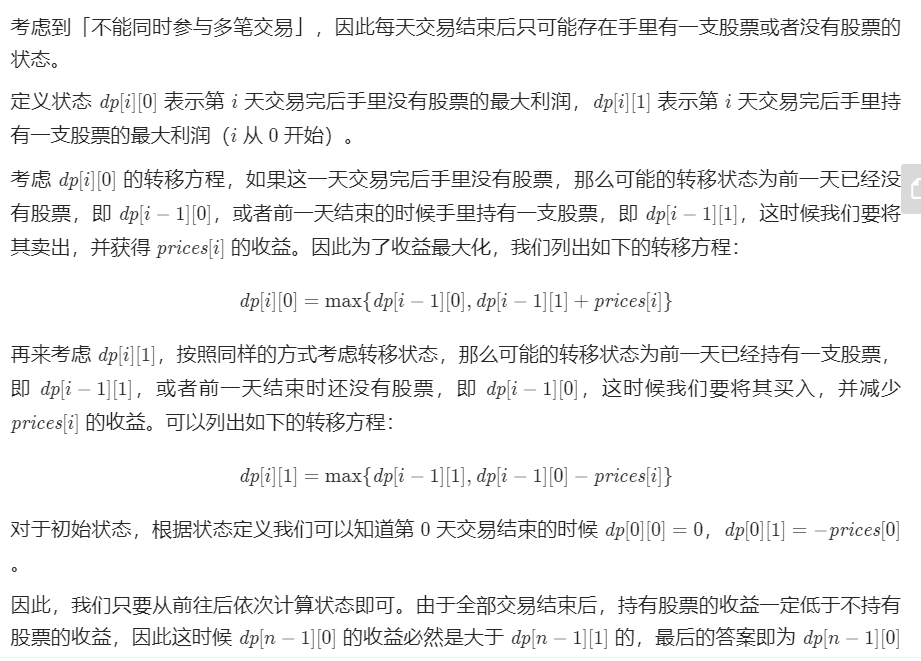 考虑到「不能同时参与多笔交易」，因此每天交易结束后只可能存在手里有一支股票或者没有股票的
状态。
定义状态 dp[i][0] 表示第 i 天交易完后手里没有股票的最大利润，dp[i][1] 表示第 i 天交易完后手里持
有一支股票的最大利润（i 从 0 开始）。
考虑 dp[i][0] 的转移方程，如果这一天交易完后手里没有股票，那么可能的转移状态为前一天已经没
有股票，即 dp[i − 1][0]，或者前一天结束的时候手里持有一支股票，即 dp[i − 1][1]，这时候我们要将
其卖出，并获得 prices[i] 的收益。因此为了收益最大化，我们列出如下的转移方程：
dp[i][0] = max{dp[i − 1][0], dp[i − 1][1] + prices[i]}
再来考虑 dp[i][1]，按照同样的方式考虑转移状态，那么可能的转移状态为前一天已经持有一支股票，
即 dp[i − 1][1]，或者前一天结束时还没有股票，即 dp[i − 1][0]，这时候我们要将其买入，并减少
prices[i] 的收益。可以列出如下的转移方程：
dp[i][1] = max{dp[i − 1][1], dp[i − 1][0] − prices[i]}
对于初始状态，根据状态定义我们可以知道第 0 天交易结束的时候 dp[0][0] = 0，dp[0][1] = −prices[0]
。
因此，我们只要从前往后依次计算状态即可。由于全部交易结束后，持有股票的收益一定低于不持有
股票的收益，因此这时候 dp[n − 1][0] 的收益必然是大于 dp[n − 1][1] 的，最后的答案即为 dp[n − 1][0]